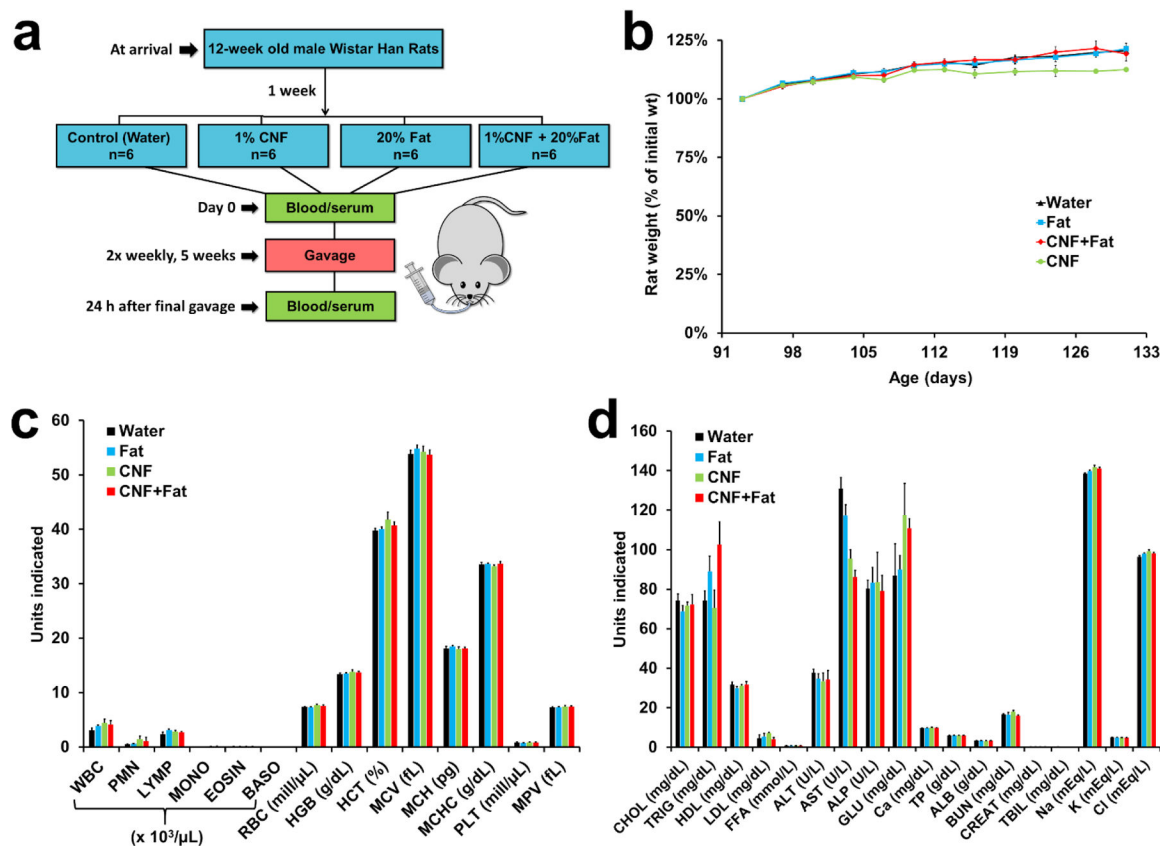 a
At arrival
12-week old male Wistar Han Rats
1 week
Control (Water)
n=6
1% CNF
n=6
20% Fat
n=6
1%CNF + 20%Fat
n=6
Day 0
Blood/serum
2x weekly, 5 weeks
Gavage
24 h after final gavage
Blood/serum
b
Rat weight (% of initial wt)
125%
100%
125%
50%
125%
0%
91
98
105
112
119
126
133
Age (days)
Water
Fat
CNF+Fat
CNF
c
Units indicated
60
50
40
30
20
10
0
Water
Fat
CNF
CNF+Fat
WBC
PMN
LYMP
MONO
EOSIN
BASO
(x 10³/µL)
RBC (mill/µL)
HGB (g/dL)
HCT (%)
MCV (fL)
MCH (pg)
MCHC (g/dL)
PLT (mill/µL)
MPV (fL)
d
Units indicated
160
140
120
100
80
60
40
20
0
Water
Fat
CNF
CNF+Fat
CHOL (mg/dL)
TRIG (mg/dL)
HDL (mg/dL)
LDL (mg/dL)
FFA (mmol/L)
ALT (U/L)
AST (U/L)
ALP (U/L)
GLU (mg/dL)
Ca (mg/dL)
TP (g/dL)
ALB (g/dL)
BUN (mg/dL)
CREAT (mg/dL)
TBIL (mg/dL)
Na (mEq/L)
K (mEq/L)
Cl (mEq/L)